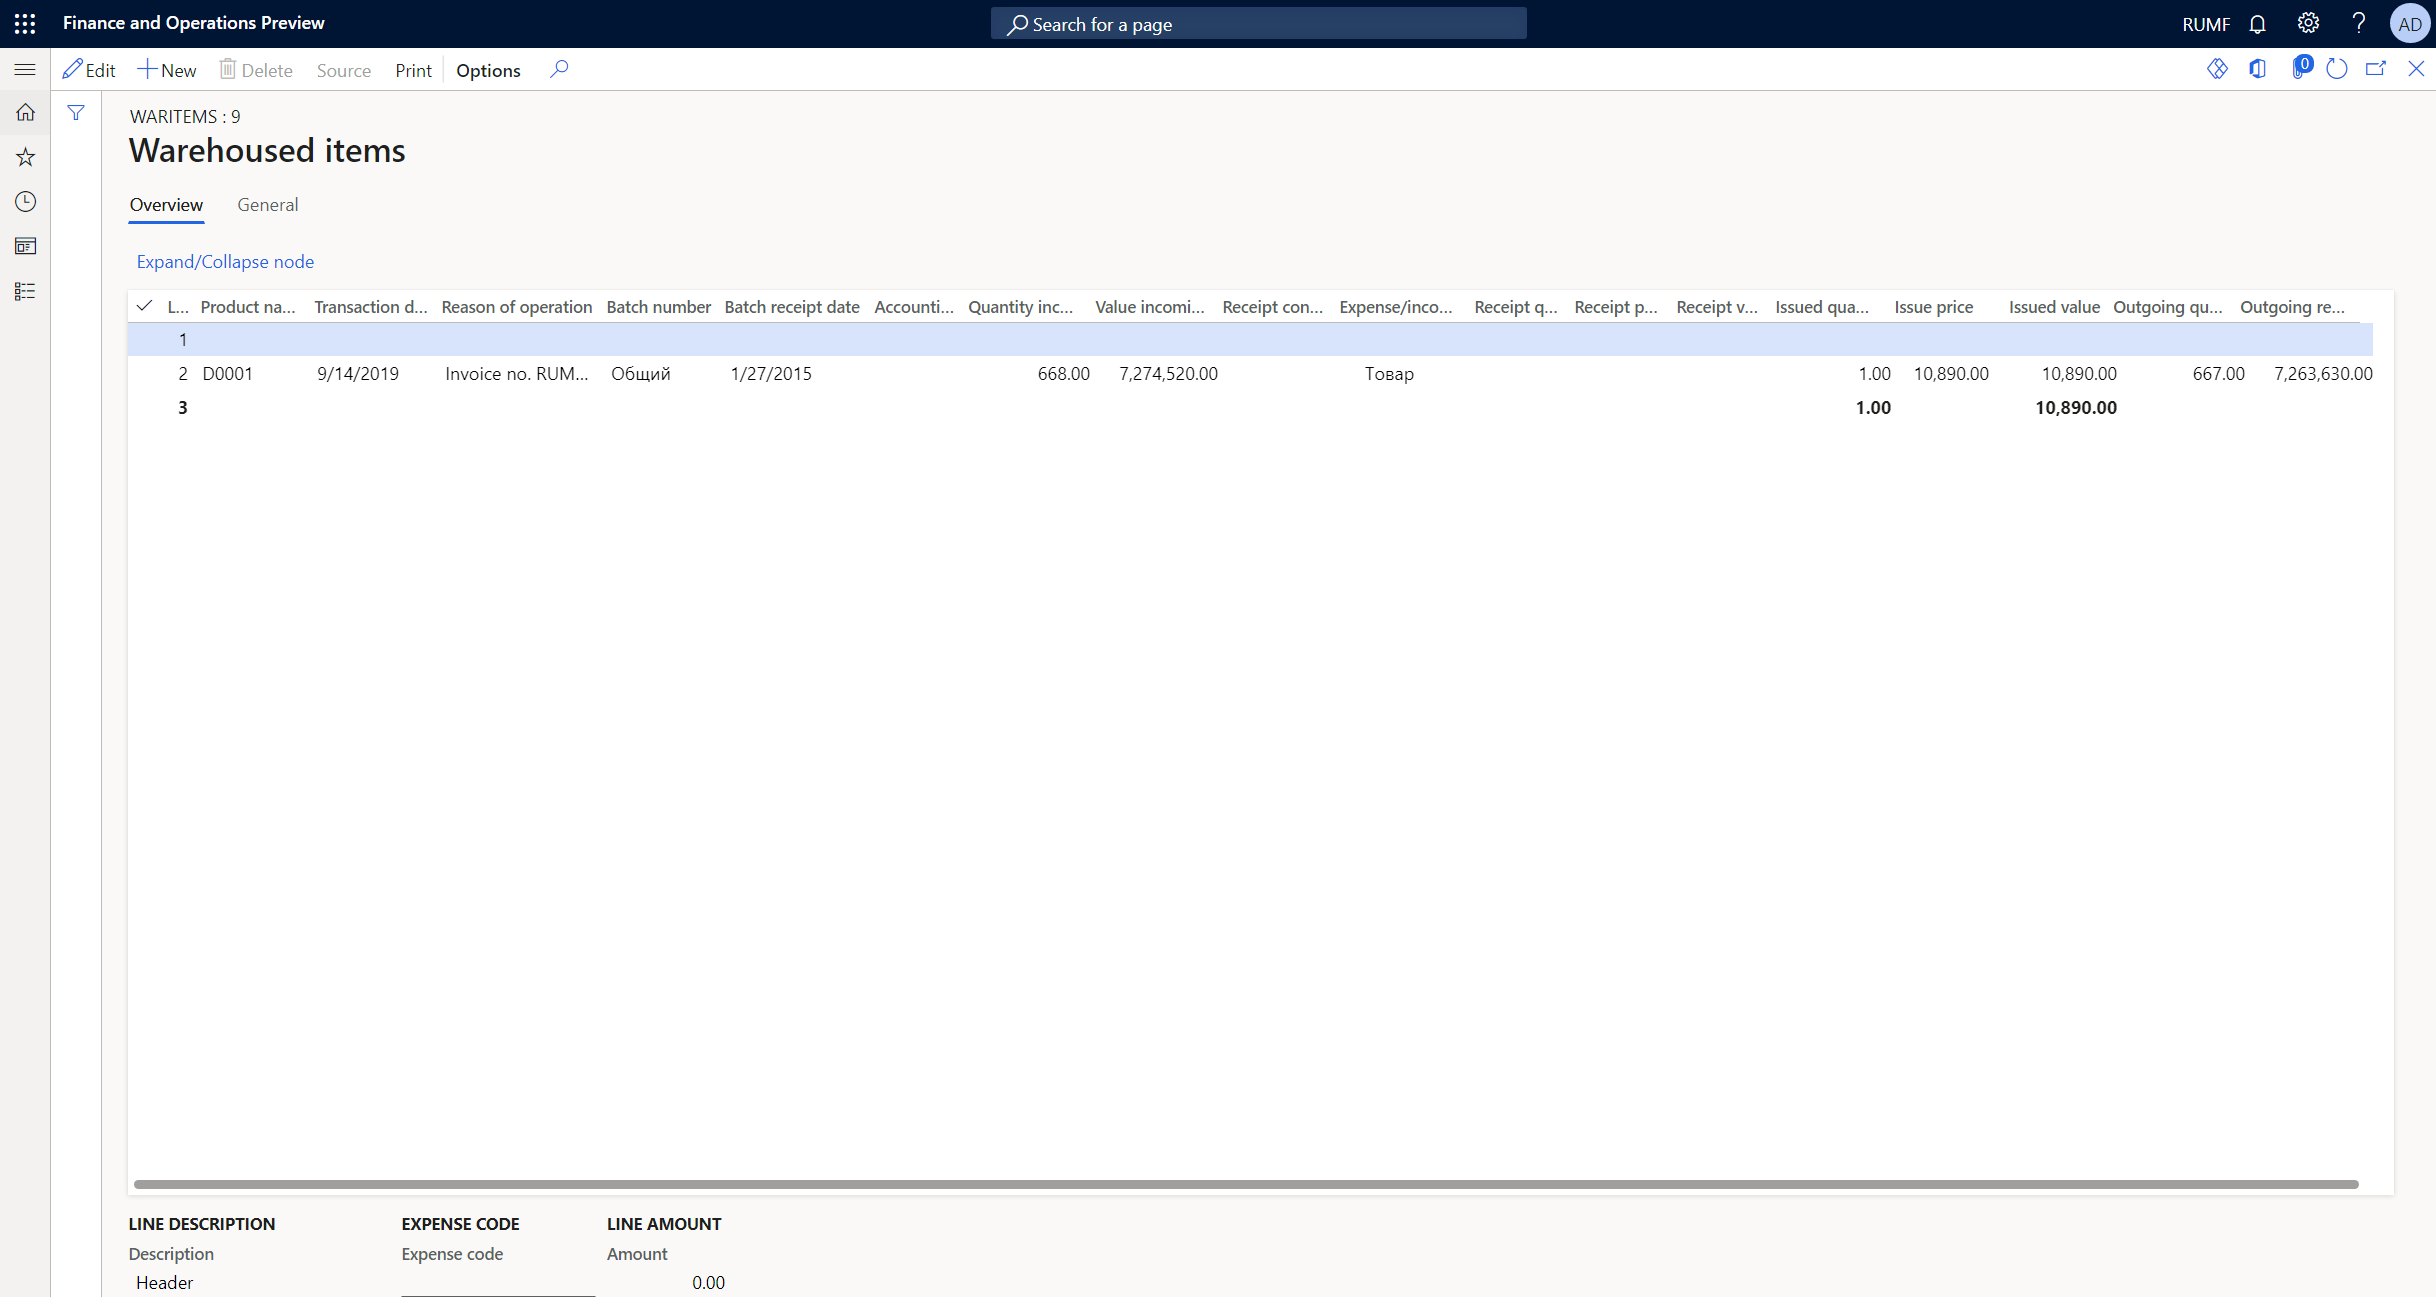 Finance and Operations Preview
Search for a page
RUMF
AD
Edit
New
Delete
Source
Print
Options
0
WARITEMS : 9
Warehoused items
Overview
General
Expand/Collapse node
L... Product na... Transaction d... Reason of operation Batch number Batch receipt date Accounti... Quantity inc... Value incomi... Receipt con... Expense/inco... Receipt q... Receipt p... Receipt v... Issued qua... Issue price Issued value Outgoing qu... Outgoing re...
1
2 D0001 9/14/2019 Invoice no. RUM... Общий 1/27/2015 668.00 7,274,520.00 Товар 1.00 10,890.00 10,890.00 667.00 7,263,630.00
3 1.00 10,890.00
LINE DESCRIPTION
Description
Header
EXPENSE CODE
Expense code
LINE AMOUNT
Amount
0.00